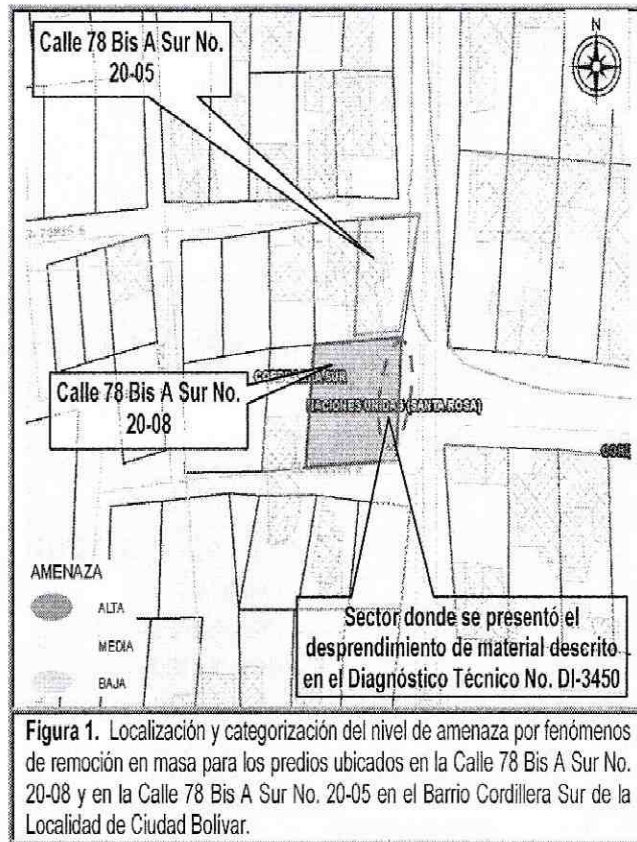 Calle 78 Bis A Sur No.
20-05
N
CORDILLERA SUR
Calle 78 Bis A Sur No.
20-08
NACIONES UNIDAS (SANTA ROSA)
AMENAZA
ALTA
MEDIA
BAJA
Sector donde se presentó el
desprendimiento de material descrito
en el Diagnóstico Técnico No. DI-3450
Figura 1. Localización y categorización del nivel de amenaza por fenómenos
de remoción en masa para los predios ubicados en la Calle 78 Bis A Sur No.
20-08 y en la Calle 78 Bis A Sur No. 20-05 en el Barrio Cordillera Sur de la
Localidad de Ciudad Bolívar.